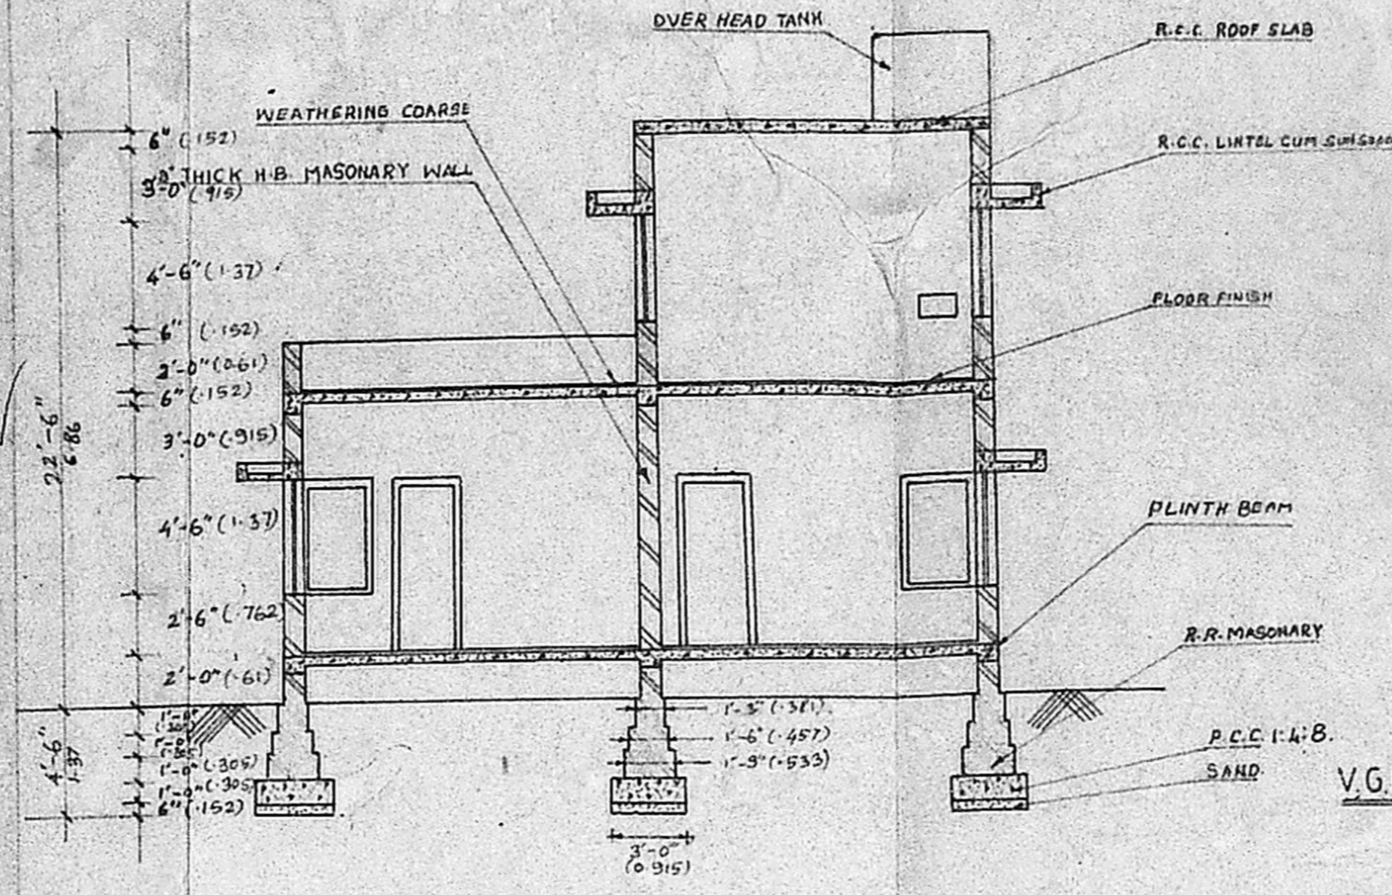 OVER HEAD TANK
R.C.C. ROOF SLAB
WEATHERING COARSE
6" (.152)
R.C.C. LINTEL CUM
THICK H.B. MASONARY WALL
3'-0" (.915)
4'-6" (1.37)
FLOOR FINISH
6" (.152)
2'-0" (0.61)
6" (.152)
3'-0" (.915)
22'-6"
6.86
4'-6" (1.37)
PLINTH BEAM
2'-6" (.762
R.R. MASONARY
2'-0" (.61)
1'-3" (.381)
1'-0"
1'-6" (.457)
P.C.C. 1:4:8.
1'-0"
4'-6"
1.37
1'-0" (.305)
1'-9" (.533)
SAND.
1'-0" (.305)
V.G.
6" (.152)
3'-0"
(0.915)